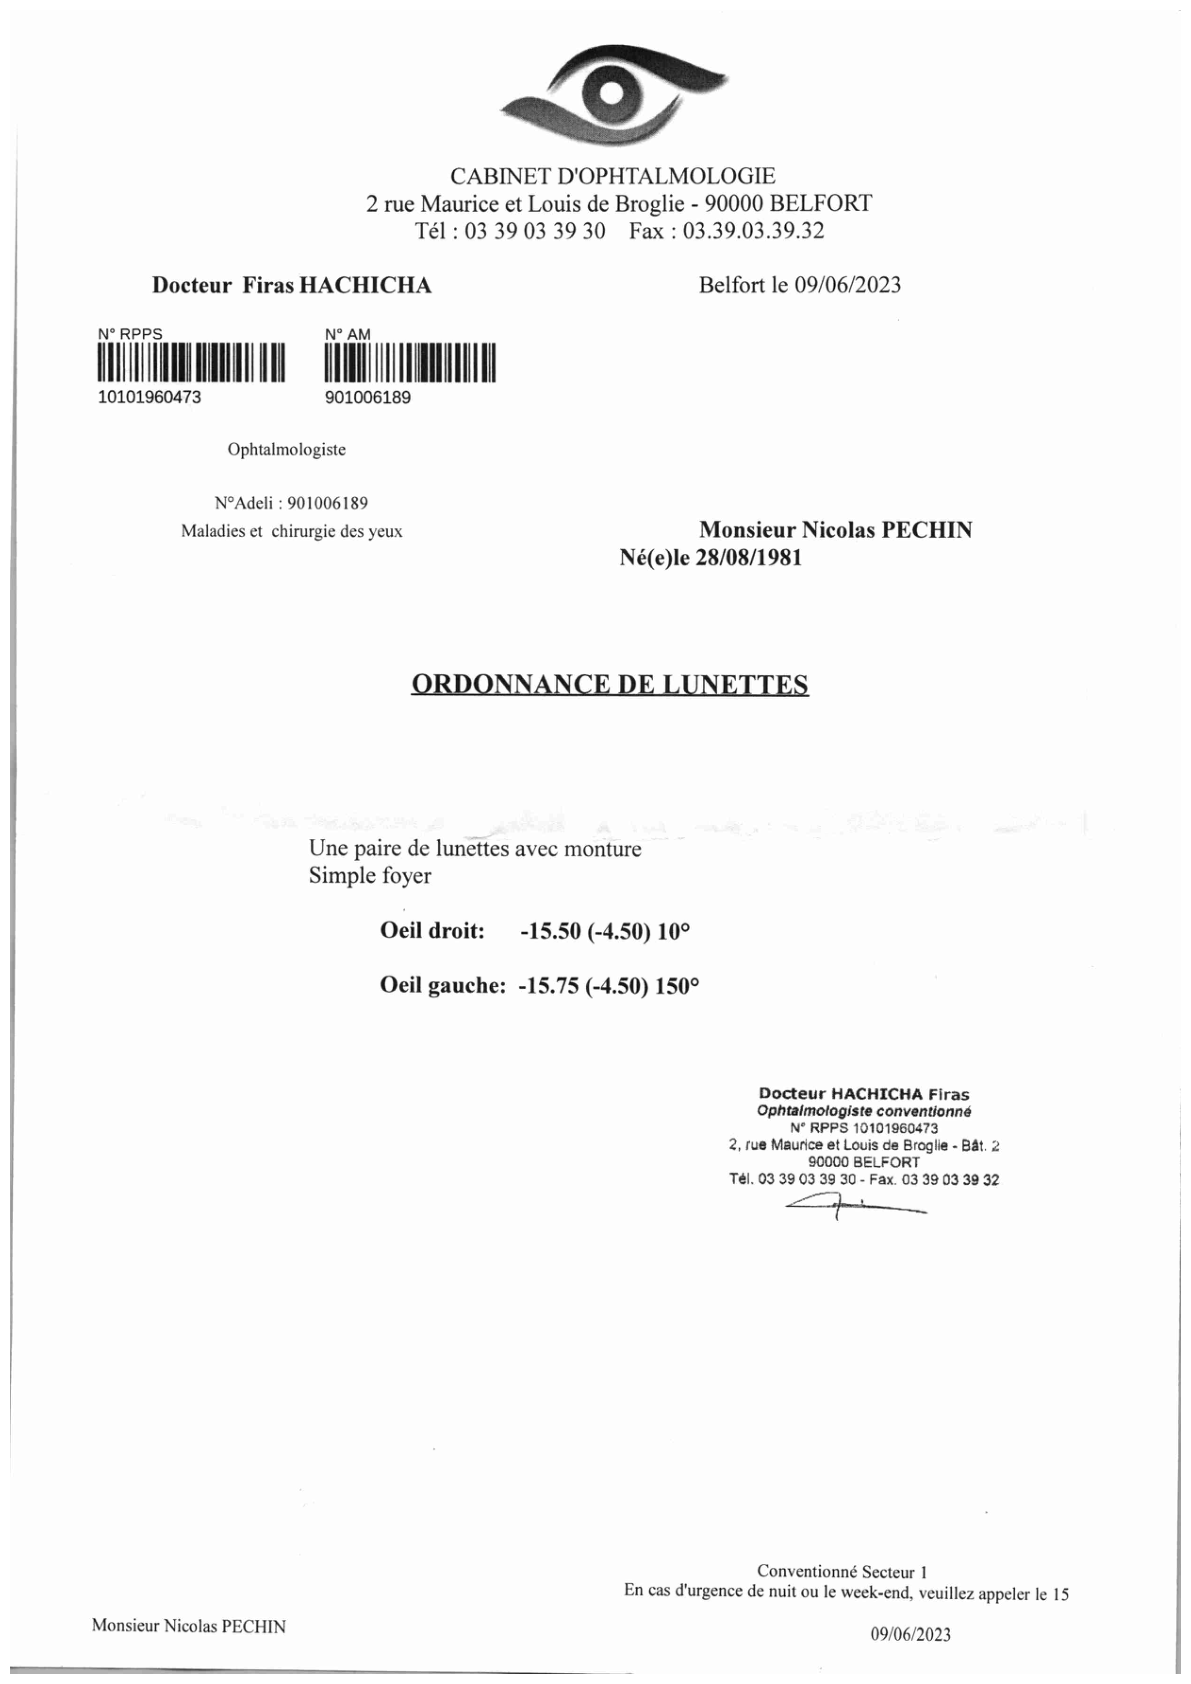 CABINET D'OPHTALMOLOGIE
2 rue Maurice et Louis de Broglie - 90000 BELFORT
Tél : 03 39 03 39 30 Fax : 03.39.03.39.32
Docteur Firas HACHICHA
Belfort le 09/06/2023
N° RPPS
N° AM
10101960473
901006189
Ophtalmologiste
N°Adeli : 901006189
Maladies et chirurgie des yeux
Monsieur Nicolas PECHIN
Né(e)le 28/08/1981
ORDONNANCE DE LUNETTES
Une paire de lunettes avec monture
Simple foyer
Oeil droit: -15.50 (-4.50) 10°
Oeil gauche: -15.75 (-4.50) 150°
Docteur HACHICHA Firas
Ophtalmologiste conventionné
N° RPPS 10101960473
2, rue Maurice et Louis de Broglie - Bât. 2
90000 BELFORT
Tél. 03 39 03 39 30 - Fax. 03 39 03 39 32
Conventionné Secteur 1
En cas d'urgence de nuit ou le week-end, veuillez appeler le 15
Monsieur Nicolas PECHIN
09/06/2023